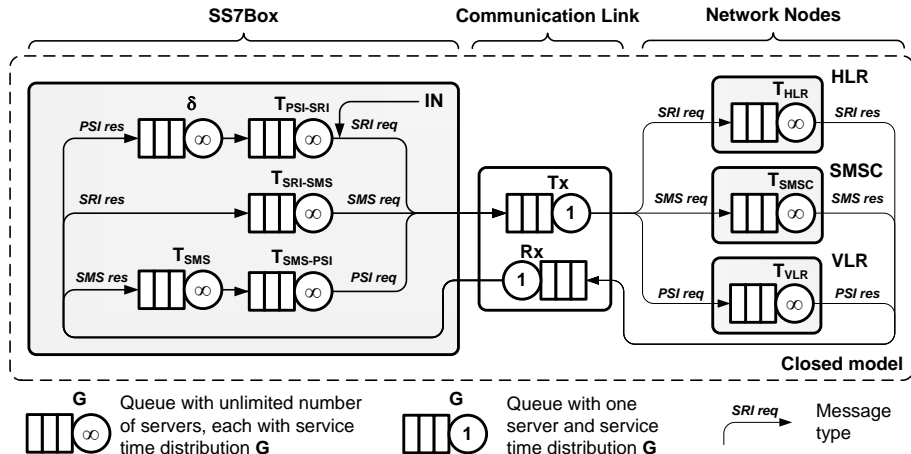 SS7Box
Communication Link
Network Nodes
δ
T_PSI-SRI
IN
PSI res
SRI req
T_HLR
HLR
SRI req
SRI res
T_SRI-SMS
SRI res
SMS req
Tx
1
T_SMSC
SMSC
SMS req
SMS res
Rx
1
T_SMS
T_SMS-PSI
SMS res
PSI req
T_VLR
VLR
PSI req
PSI res
∞
∞
∞
∞
∞
∞
∞
∞
Closed model
G
∞
Queue with unlimited number
of servers, each with service
time distribution G
G
1
Queue with one
server and service
time distribution G
SRI req
Message
type